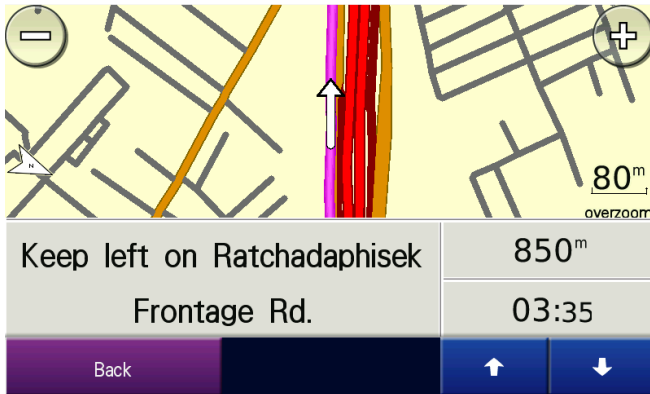 N
80m
overzoom
Keep left on Ratchadaphisek
Frontage Rd.
850m
03:35
Back